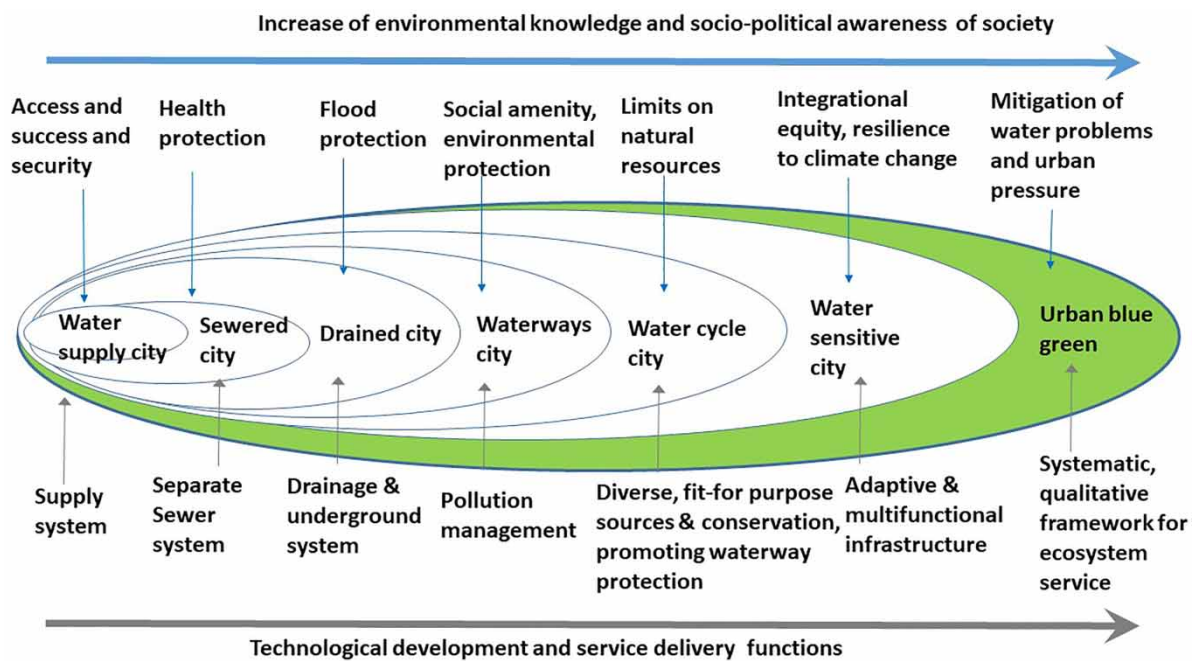 Increase of environmental knowledge and socio-political awareness of society
Access and
success and
security
Health
protection
Flood
protection
Social amenity,
environmental
protection
Limits on
natural
resources
Integrational
equity, resilience
to climate change
Mitigation of
water problems
and urban
pressure
Water
supply city
Sewered
city
Drained city
Waterways
city
Water cycle
city
Water
sensitive
city
Urban blue
green
Supply
system
Separate
Sewer
system
Drainage &
underground
system
Pollution
management
Diverse, fit-for purpose
sources & conservation,
promoting waterway
protection
Adaptive &
multifunctional
infrastructure
Systematic,
qualitative
framework for
ecosystem
service
Technological development and service delivery functions